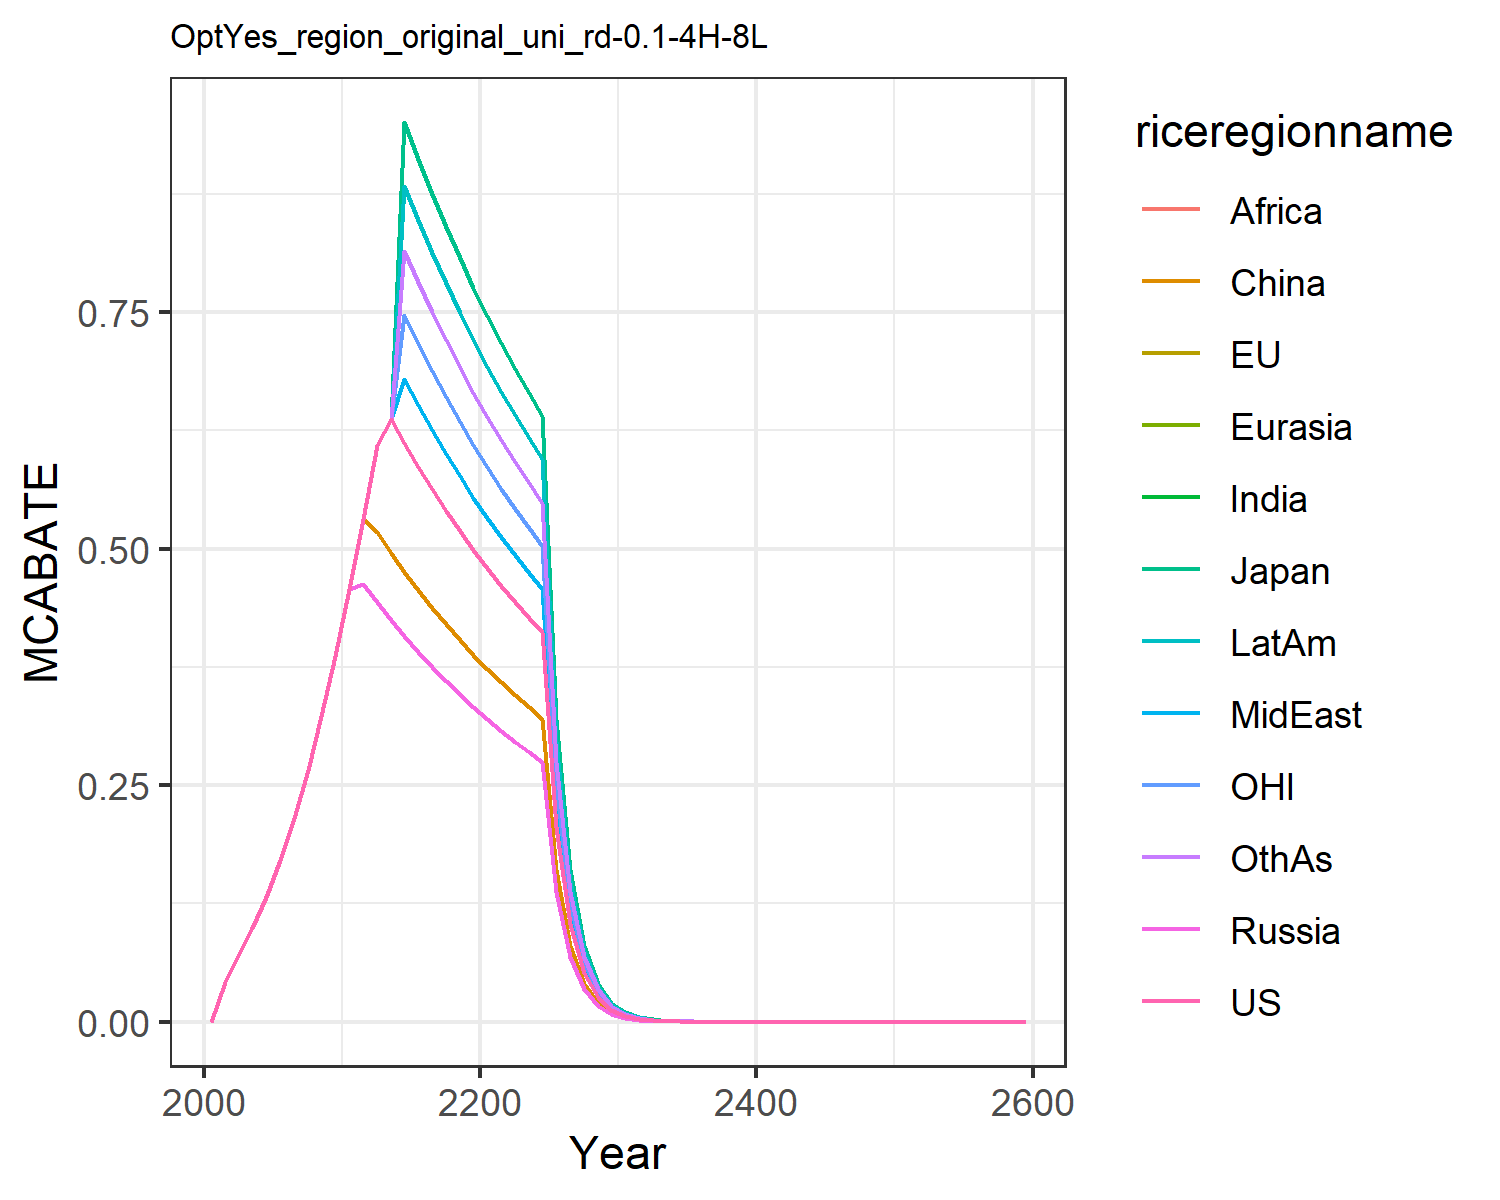 OptYes_region_original_uni_rd-0.1-4H-8L
MCABATE
0.75
0.50
0.25
0.00
2000 2200 2400 2600
Year
riceregionname
Africa
China
EU
Eurasia
India
Japan
LatAm
MidEast
OHI
OthAs
Russia
US